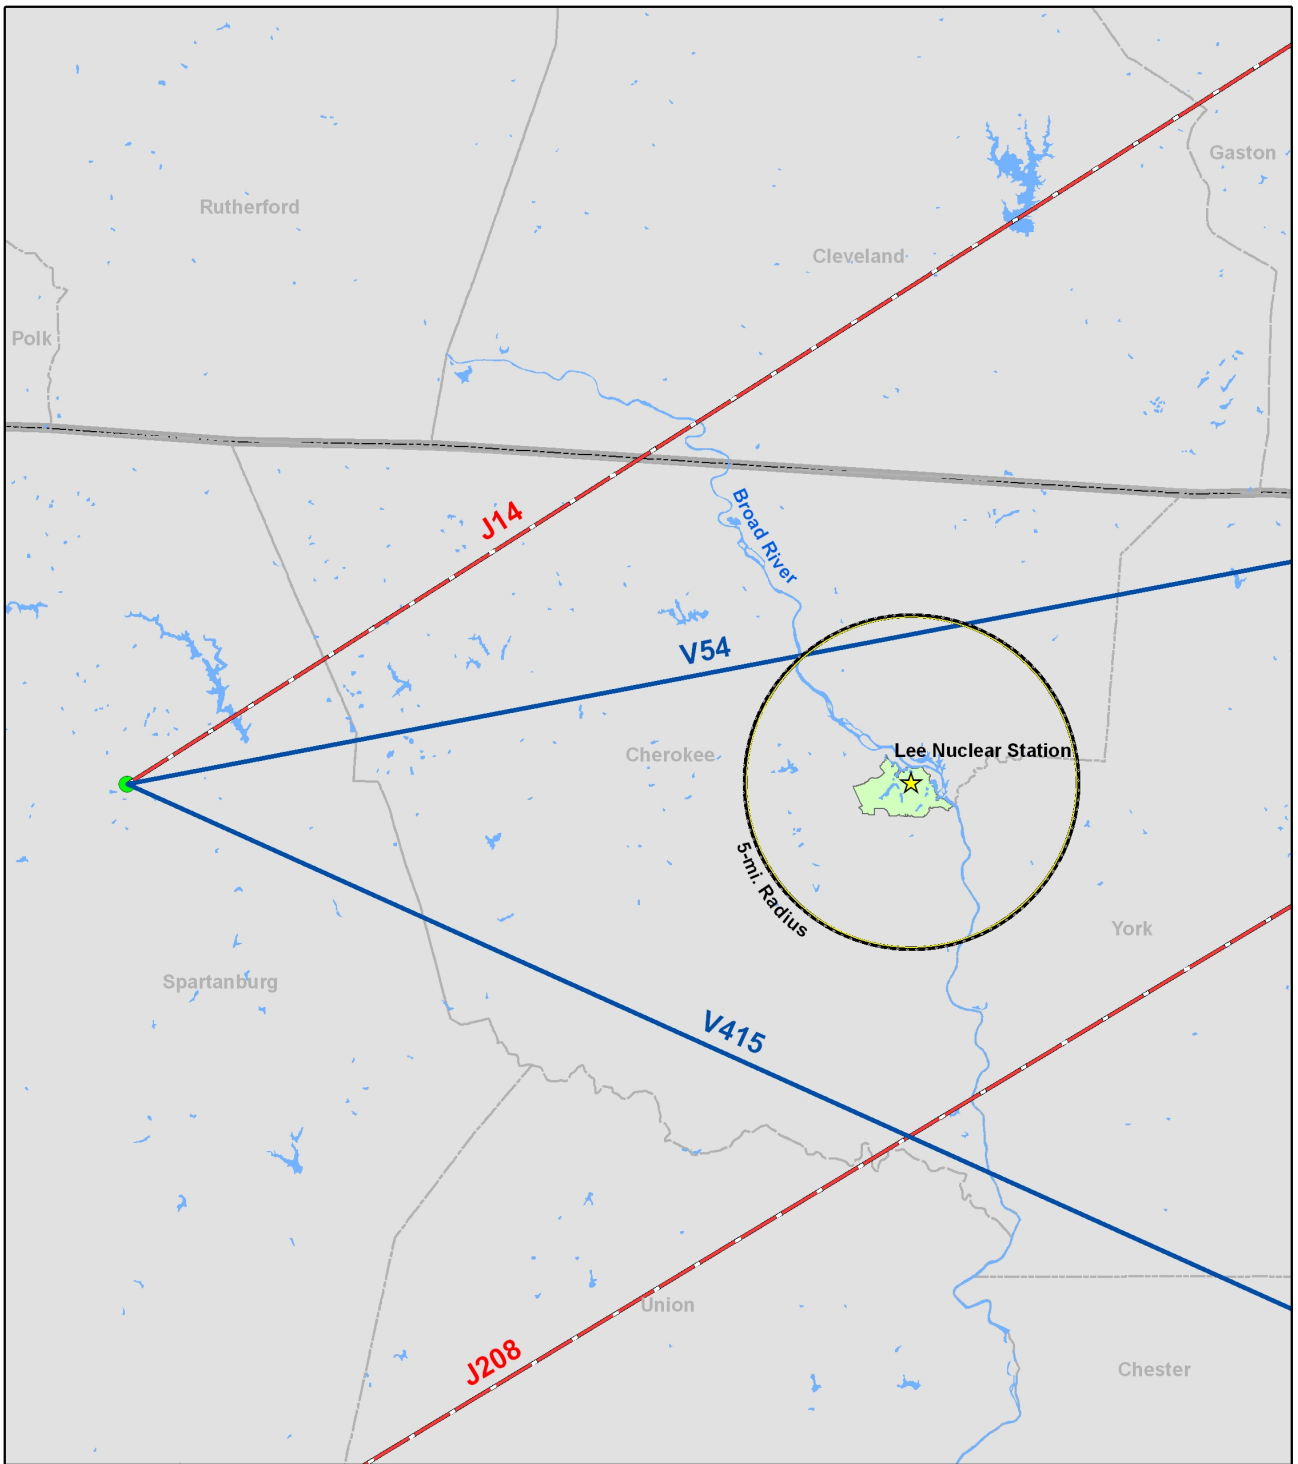 Gaston
Rutherford
Cleveland
Polk
J14
Broad River
V54
Lee Nuclear Station
Cherokee
5-mi. Radius
York
Spartanburg
V415
Union
J208
Chester